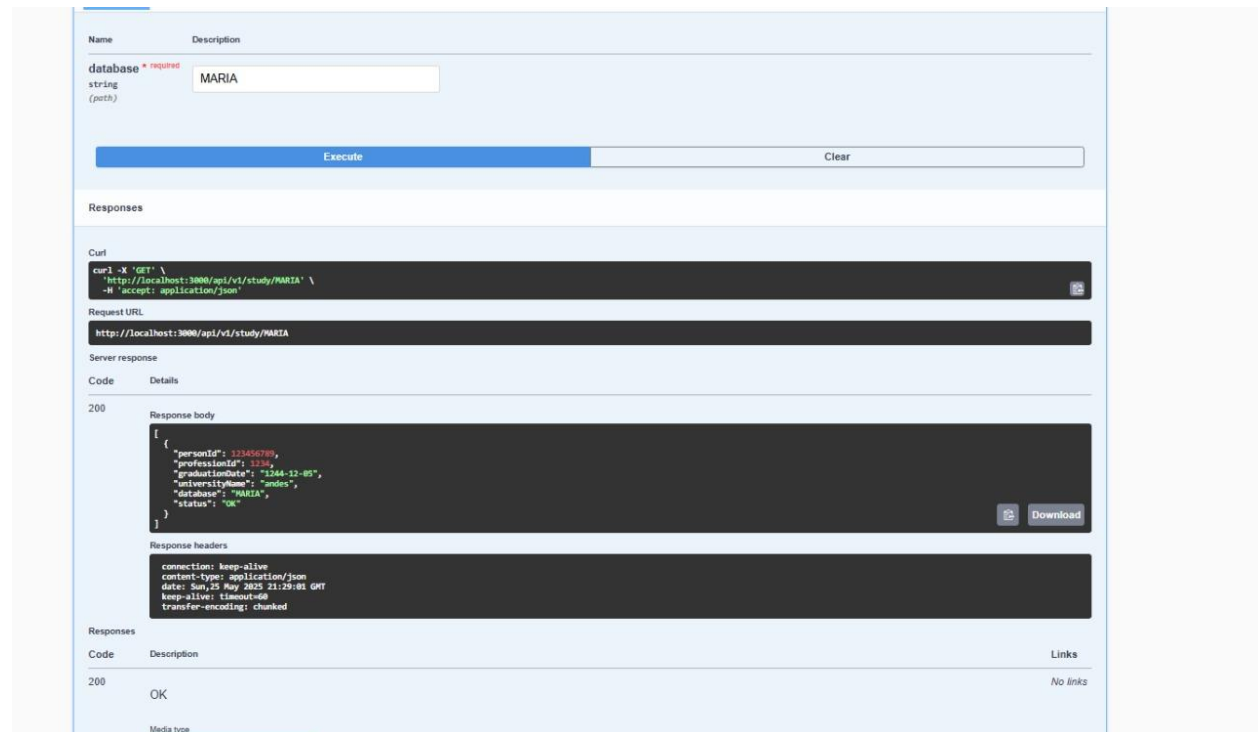 Name Description
database * required
string
(path)
MARIA
Execute Clear
Responses
Curl
curl -X 'GET' \
  'http://localhost:3000/api/v1/study/MARIA' \
  -H 'accept: application/json'
Request URL
http://localhost:3000/api/v1/study/MARIA
Server response
Code Details
200
Response body
[
  {
    "personId": 123456789,
    "professionId": 1234,
    "graduationDate": "1244-12-05",
    "universityName": "andes",
    "database": "MARIA",
    "status": "OK"
  }
]
Download
Response headers
connection: keep-alive
content-type: application/json
date: Sun,25 May 2025 21:29:01 GMT
keep-alive: timeout=60
transfer-encoding: chunked
Responses
Code Description Links
200 No links
OK
Media type